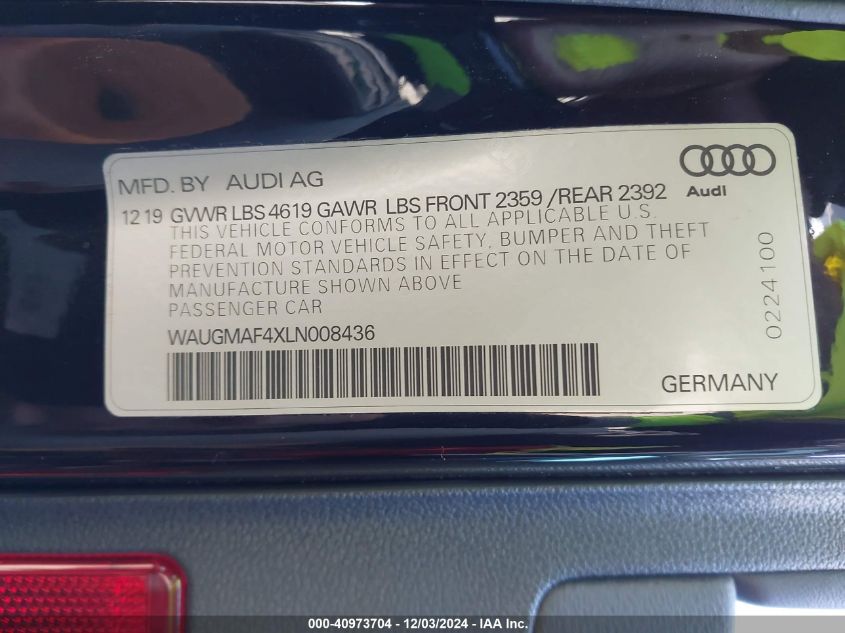 MFD. BY AUDI AG
Audi
12 19 GVWR LBS 4619 GAWR LBS FRONT 2359 /REAR 2392
THIS VEHICLE CONFORMS TO ALL APPLICABLE U.S.
FEDERAL MOTOR VEHICLE SAFETY, BUMPER AND THEFT
PREVENTION STANDARDS IN EFFECT ON THE DATE OF
MANUFACTURE SHOWN ABOVE
PASSENGER CAR
WAUGMAF4XLN008436
GERMANY
0224100
000-40973704 - 12/03/2024 - IAA Inc.